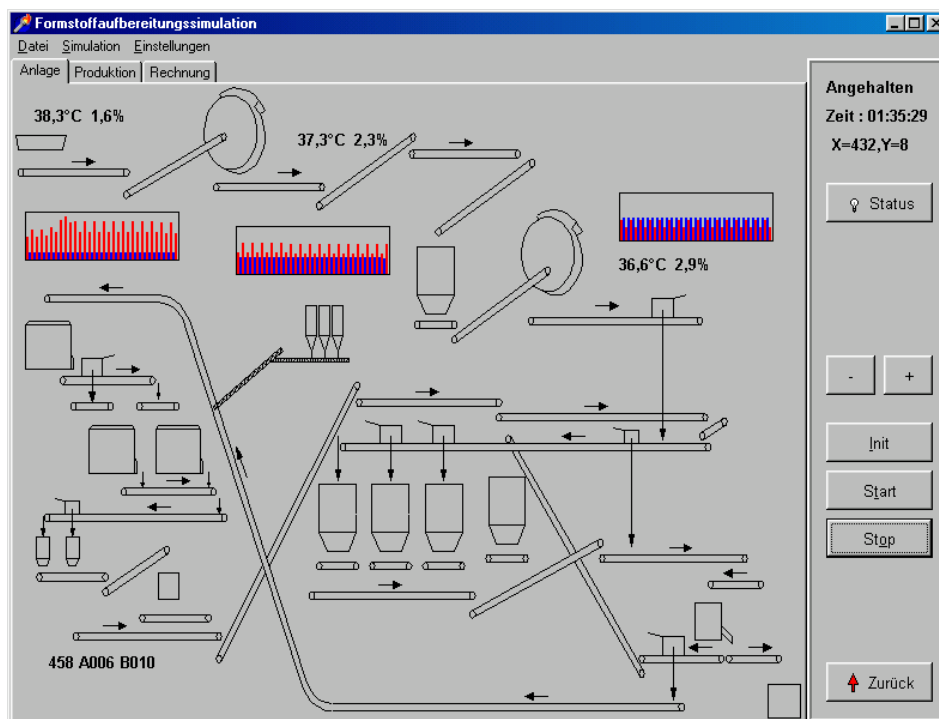 Formstoffaufbereitungssimulation
Datei Simulation Einstellungen
Anlage Produktion Rechnung
38,3°C 1,6%
37,3°C 2,3%
36,6°C 2,9%
458 A006 B010
Angehalten
Zeit : 01:35:29
X=432,Y=8
Status
- +
Init
Start
Stop
Zurück